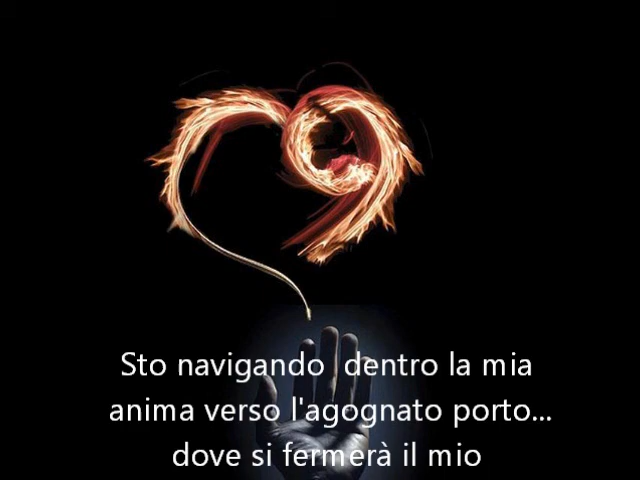 Sto navigando  dentro la mia
anima verso l'agognato porto...
dove si fermerà il mio